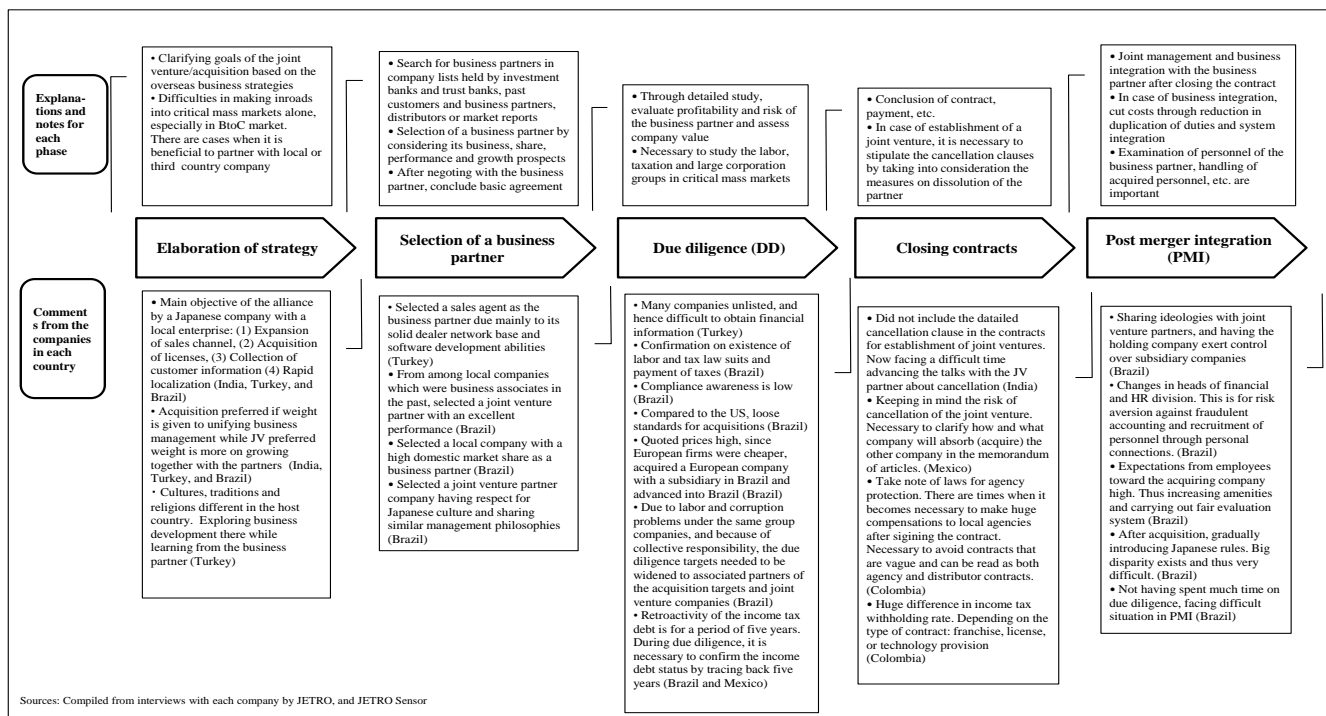 Explana-
tions and
notes for
each
phase
• Clarifying goals of the joint
venture/acquisition based on the
overseas business strategies
• Difficulties in making inroads
into critical mass markets alone,
especially in BtoC market.
There are cases when it is
beneficial to partner with local or
third country company
• Search for business partners in
company lists held by investment
banks and trust banks, past
customers and business partners,
distributors or market reports
• Selection of a business partner by
considering its business, share,
performance and growth prospects
• After negoting with the business
partner, conclude basic agreement
• Through detailed study,
evaluate profitability and risk of
the business partner and assess
company value
• Necessary to study the labor,
taxation and large corporation
groups in critical mass markets
• Conclusion of contract,
payment, etc.
• In case of establishment of a
joint venture, it is necessary to
stipulate the cancellation clauses
by taking into consideration the
measures on dissolution of the
partner
• Joint management and business
integration with the business
partner after closing the contract
• In case of business integration,
cut costs through reduction in
duplication of duties and system
integration
• Examination of personnel of the
business partner, handling of
acquired personnel, etc. are
important
Elaboration of strategy
Selection of a business
partner
Due diligence (DD)
Closing contracts
Post merger integration
(PMI)
Comment
s from the
companies
in each
country
• Main objective of the alliance
by a Japanese company with a
local enterprise: (1) Expansion
of sales channel, (2) Acquisition
of licenses, (3) Collection of
customer information (4) Rapid
localization (India, Turkey, and
Brazil)
• Acquisition preferred if weight
is given to unifying business
management while JV preferred
weight is more on growing
together with the partners (India,
Turkey, and Brazil)
・Cultures, traditions and
religions different in the host
country. Exploring business
development there while
learning from the business
partner (Turkey)
• Selected a sales agent as the
business partner due mainly to its
solid dealer network base and
software development abilities
(Turkey)
• From among local companies
which were business associates in
the past, selected a joint venture
partner with an excellent
performance (Brazil)
• Selected a local company with a
high domestic market share as a
business partner (Brazil)
• Selected a joint venture partner
company having respect for
Japanese culture and sharing
similar management philosophies
(Brazil)
• Many companies unlisted, and
hence difficult to obtain financial
information (Turkey)
• Confirmation on existence of
labor and tax law suits and
payment of taxes (Brazil)
• Compliance awareness is low
(Brazil)
• Compared to the US, loose
standards for acquisitions (Brazil)
• Quoted prices high, since
European firms were cheaper,
acquired a European company
with a subsidiary in Brazil and
advanced into Brazil (Brazil)
• Due to labor and corruption
problems under the same group
companies, and because of
collective responsibility, the due
diligence targets needed to be
widened to associated partners of
the acquisition targets and joint
venture companies (Brazil)
• Retroactivity of the income tax
debt is for a period of five years.
During due diligence, it is
necessary to confirm the income
debt status by tracing back five
years (Brazil and Mexico)
• Did not include the datailed
cancellation clause in the contracts
for establishment of joint ventures.
Now facing a difficult time
advancing the talks with the JV
partner about cancellation (India)
• Keeping in mind the risk of
cancellation of the joint venture.
Necessary to clarify how and what
company will absorb (acquire) the
other company in the memorandum
of articles. (Mexico)
• Take note of laws for agency
protection. There are times when it
becomes necessary to make huge
compensations to local agencies
after sigining the contract.
Necessary to avoid contracts that
are vague and can be read as both
agency and distributor contracts.
(Colombia)
• Huge difference in income tax
withholding rate. Depending on the
type of contract: franchise, license,
or technology provision
(Colombia)
• Sharing ideologies with joint
venture partners, and having the
holding company exert control
over subsidiary companies
(Brazil)
• Changes in heads of financial
and HR division. This is for risk
aversion against fraudulent
accounting and recruitment of
personnel through personal
connections. (Brazil)
• Expectations from employees
toward the acquiring company
high. Thus increasing amenities
and carrying out fair evaluation
system (Brazil)
• After acquisition, gradually
introducing Japanese rules. Big
disparity exists and thus very
difficult. (Brazil)
• Not having spent much time on
due diligence, facing difficult
situation in PMI (Brazil)
Sources: Compiled from interviews with each company by JETRO, and JETRO Sensor